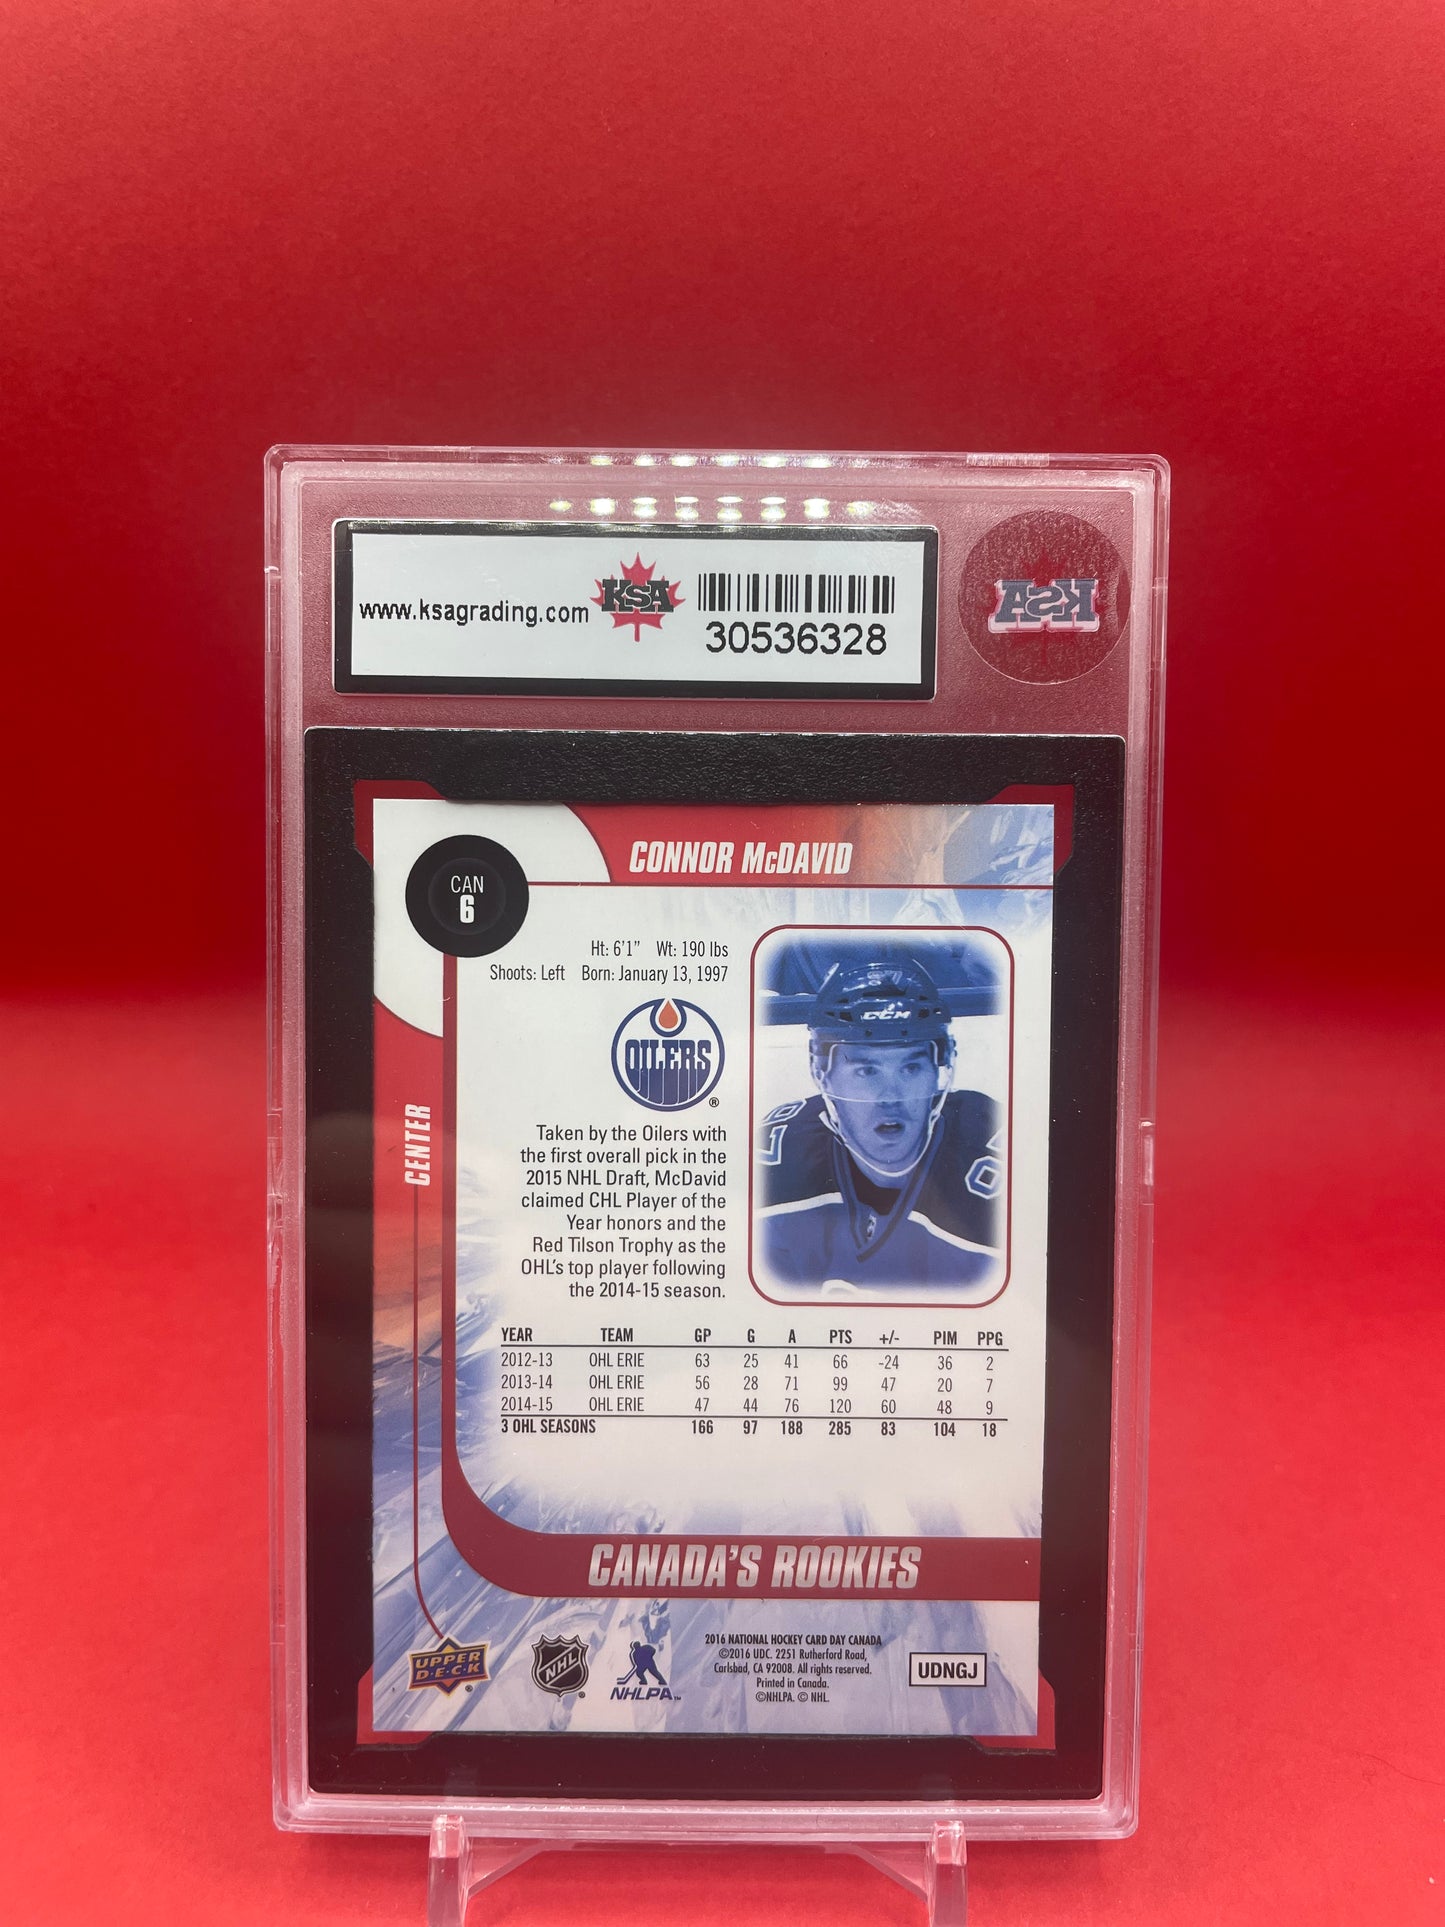 www.ksagrading.com
KSA
30536328
KSA
CONNOR McDAVID
CAN
6
Ht: 6'1" Wt: 190 lbs
Shoots: Left Born: January 13, 1997
OILERS
®
CCM
CENTER
Taken by the Oilers with
the first overall pick in the
2015 NHL Draft, McDavid
claimed CHL Player of the
Year honors and the
Red Tilson Trophy as the
OHL's top player following
the 2014-15 season.
YEAR TEAM GP G A PTS +/- PIM PPG
2012-13 OHL ERIE 63 25 41 66 -24 36 2
2013-14 OHL ERIE 56 28 71 99 47 20 7
2014-15 OHL ERIE 47 44 76 120 60 48 9
3 OHL SEASONS 166 97 188 285 83 104 18
CANADA'S ROOKIES
UPPER
D·E·C·K
®
NHL
®
NHLPA™
2016 NATIONAL HOCKEY CARD DAY CANADA
©2016 UDC. 2251 Rutherford Road,
Carlsbad, CA 92008. All rights reserved.
Printed in Canada.
©NHLPA. © NHL.
UDNGJ